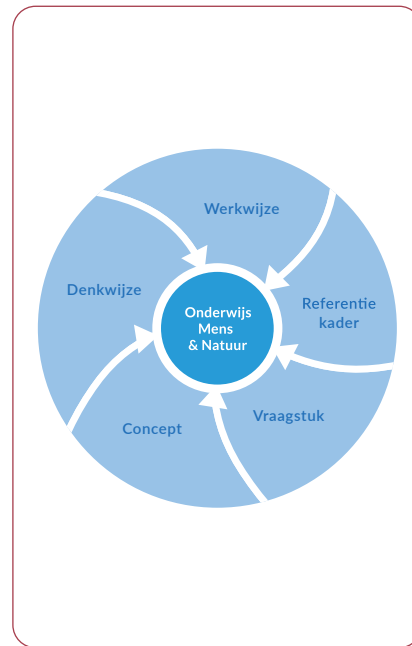 Werkwijze
Denkwijze
Referentie
kader
Onderwijs
Mens
& Natuur
Vraagstuk
Concept